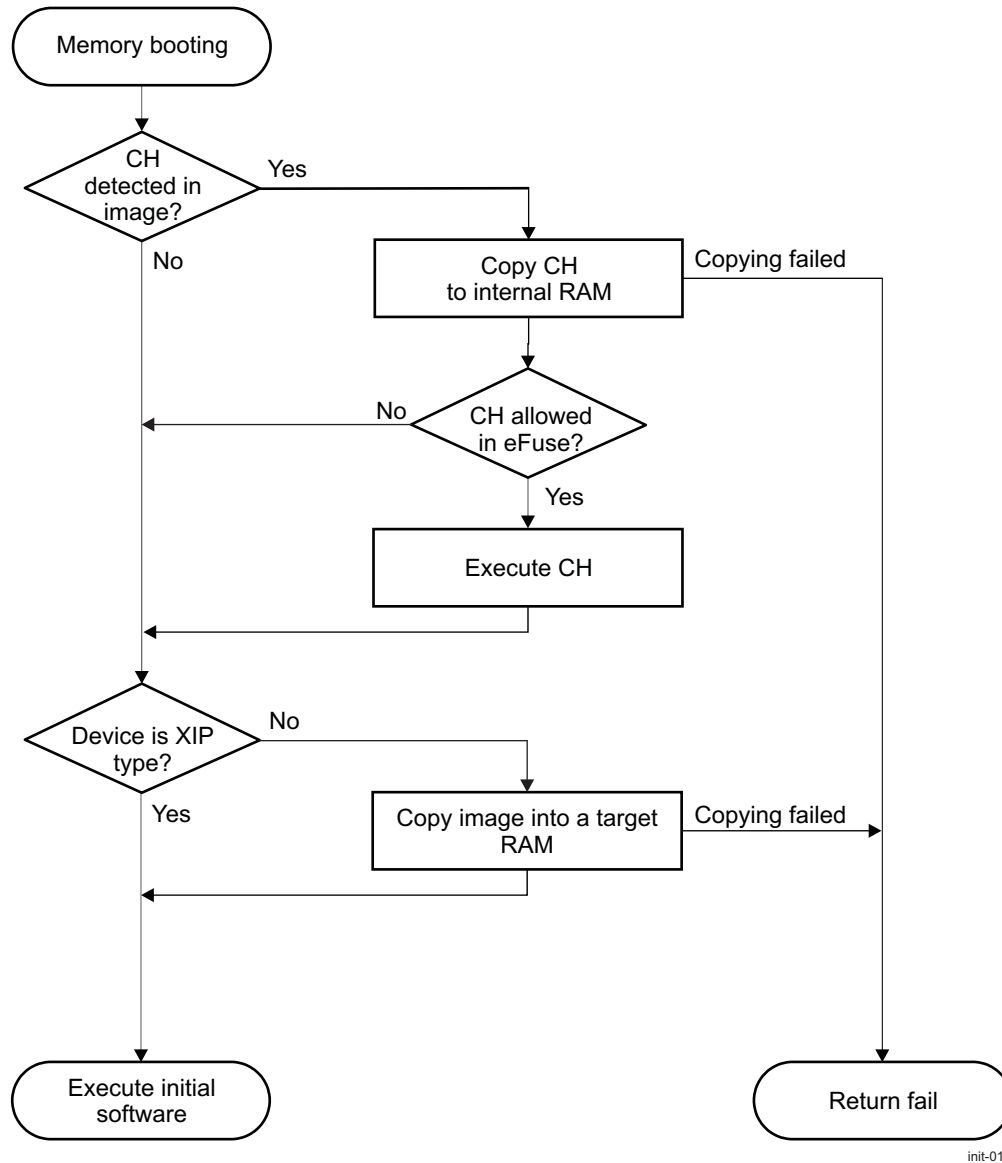 Memory booting
CH
detected in
image?
Yes
No
Copy CH
to internal RAM
Copying failed
No
CH allowed
in eFuse?
Yes
Execute CH
Device is XIP
type?
No
Yes
Copy image into a target
RAM
Copying failed
Execute initial
software
Return fail
init-01